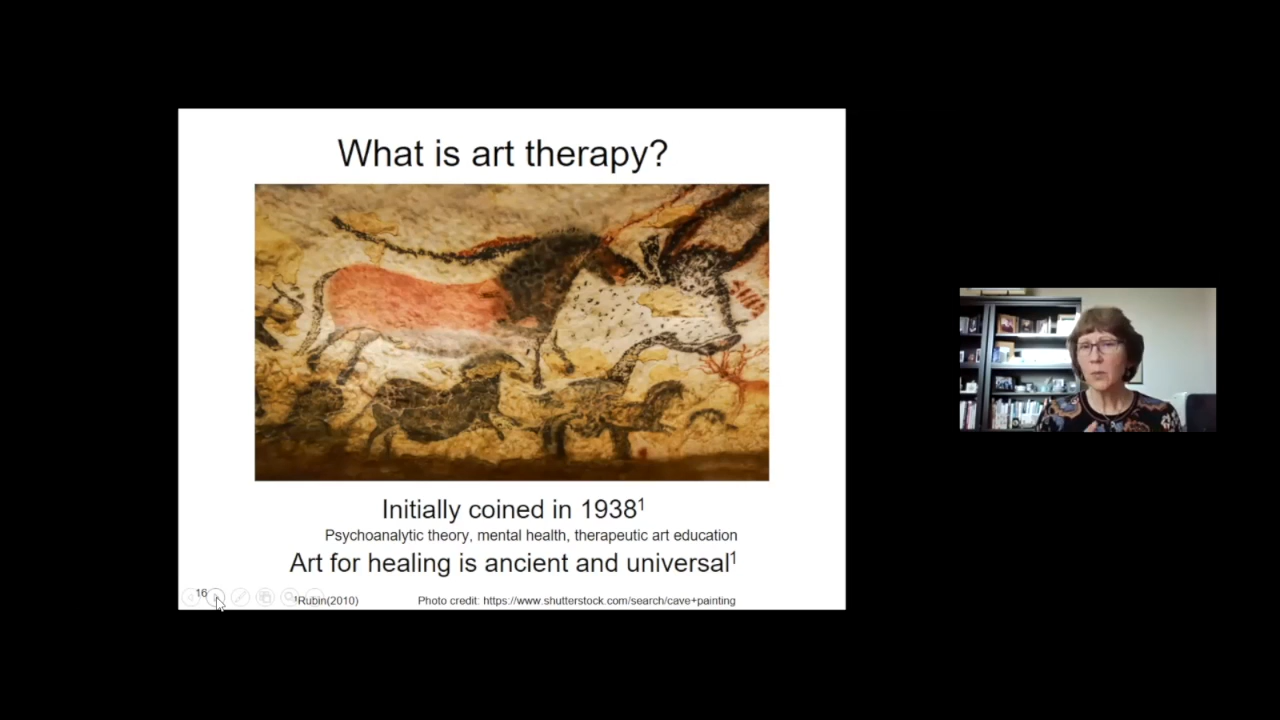 What is art therapy?
Initially coined in 1938¹
Psychoanalytic theory, mental health, therapeutic art education
Art for healing is ancient and universal¹
16
¹Rubin(2010)
Photo credit: https://www.shutterstock.com/search/cave+painting